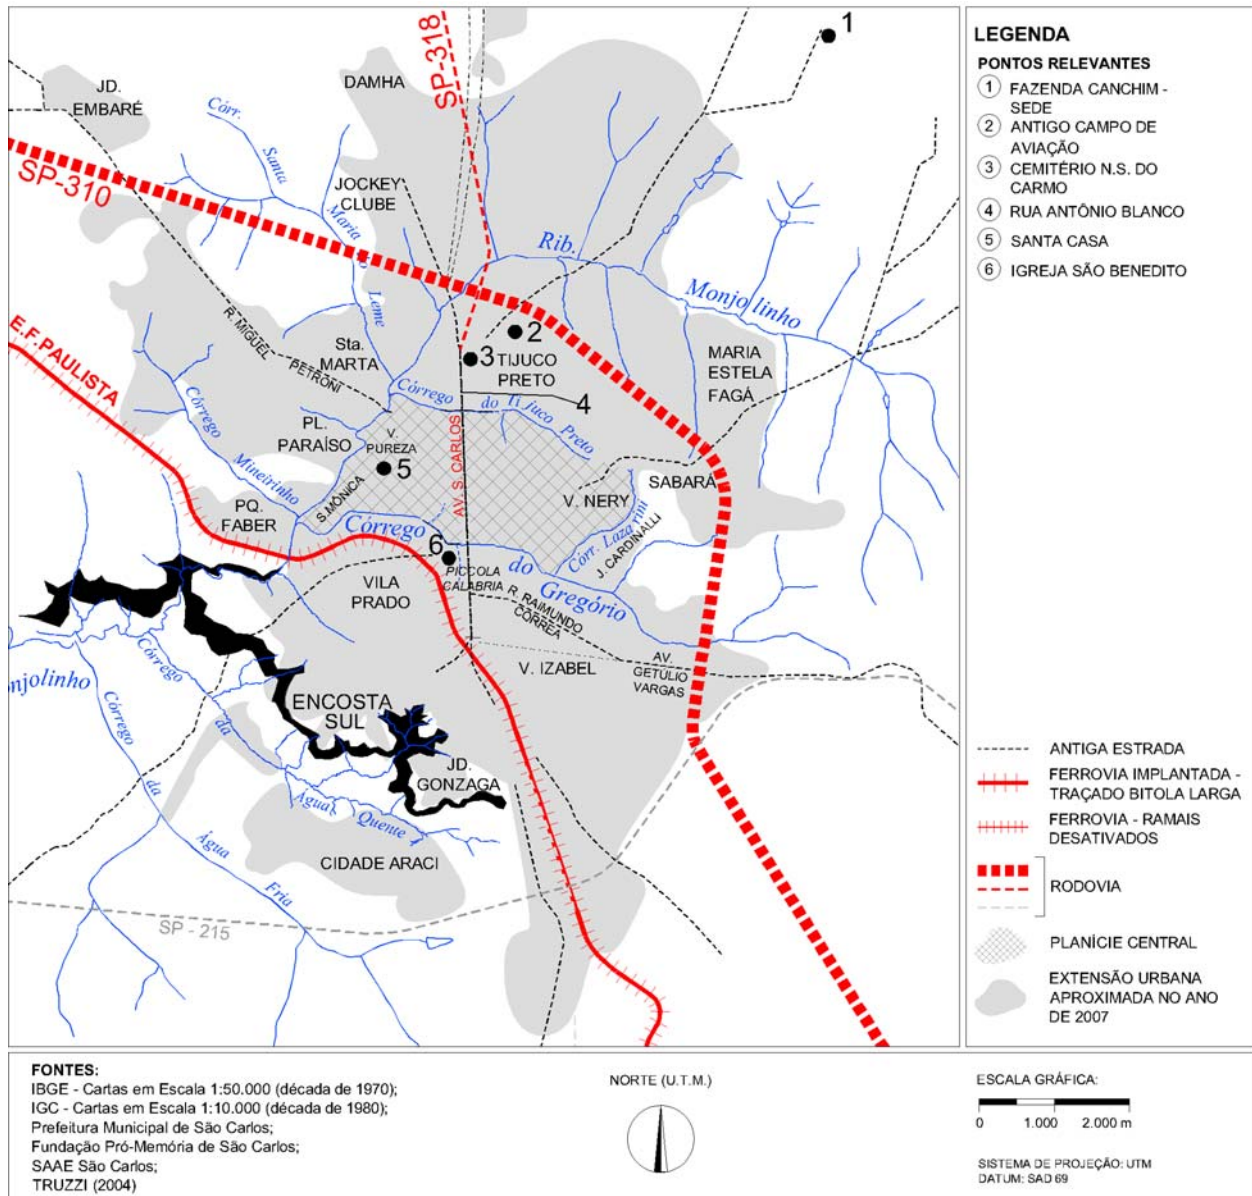 1
SP-318
JD.
EMBARÉ
DAMHA
Córr.
Santa
Maria
do
Leme
SP-310
JOCKEY
CLUBE
Rib.
Monjolinho
E.F.PAULISTA
R. MIGUEL
PETRONI
Sta.
MARTA
2
3
TIJUCO
PRETO
4
MARIA
ESTELA
FAGÁ
Córrego
do
Tijuco
Preto
Córrego
Mineirinho
PL.
PARAÍSO
V.
PUREZA
5
AV. S. CARLOS
S.MÔNICA
V. NERY
SABARÁ
PQ.
FABER
Córrego
do
Gregório
Córr. Lazarini
J. CARDINALLI
6
VILA
PRADO
PICCOLA
CALABRIA
R. RAIMUNDO
CORREA
V. IZABEL
AV.
GETÚLIO
VARGAS
onjolinho
Córrego
da
Água
Quente
Córrego
da
Água
Fria
ENCOSTA
SUL
JD.
GONZAGA
CIDADE ARACI
SP - 215
LEGENDA
PONTOS RELEVANTES
1 FAZENDA CANCHIM -
SEDE
2 ANTIGO CAMPO DE
AVIAÇÃO
3 CEMITÉRIO N.S. DO
CARMO
4 RUA ANTÔNIO BLANCO
5 SANTA CASA
6 IGREJA SÃO BENEDITO
ANTIGA ESTRADA
FERROVIA IMPLANTADA -
TRAÇADO BITOLA LARGA
FERROVIA - RAMAIS
DESATIVADOS
RODOVIA
PLANÍCIE CENTRAL
EXTENSÃO URBANA
APROXIMADA NO ANO
DE 2007
FONTES:
IBGE - Cartas em Escala 1:50.000 (década de 1970);
IGC - Cartas em Escala 1:10.000 (década de 1980);
Prefeitura Municipal de São Carlos;
Fundação Pró-Memória de São Carlos;
SAAE São Carlos;
TRUZZI (2004)
NORTE (U.T.M.)
ESCALA GRÁFICA:
0 1.000 2.000 m
SISTEMA DE PROJEÇÃO: UTM
DATUM: SAD 69